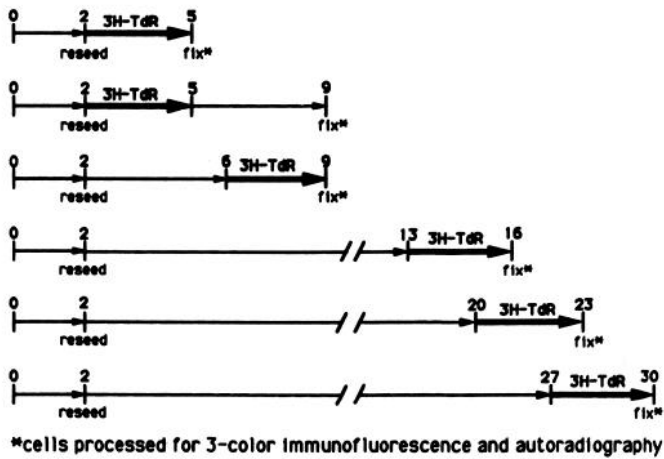 0 2 3H-TdR 5
reseed fix*
0 2 3H-TdR 5 9
reseed fix*
0 2 6 3H-TdR 9
reseed fix*
0 2 13 3H-TdR 16
reseed fix*
0 2 20 3H-TdR 23
reseed fix*
0 2 27 3H-TdR 30
reseed fix*
*cells processed for 3-color immunofluorescence and autoradiography